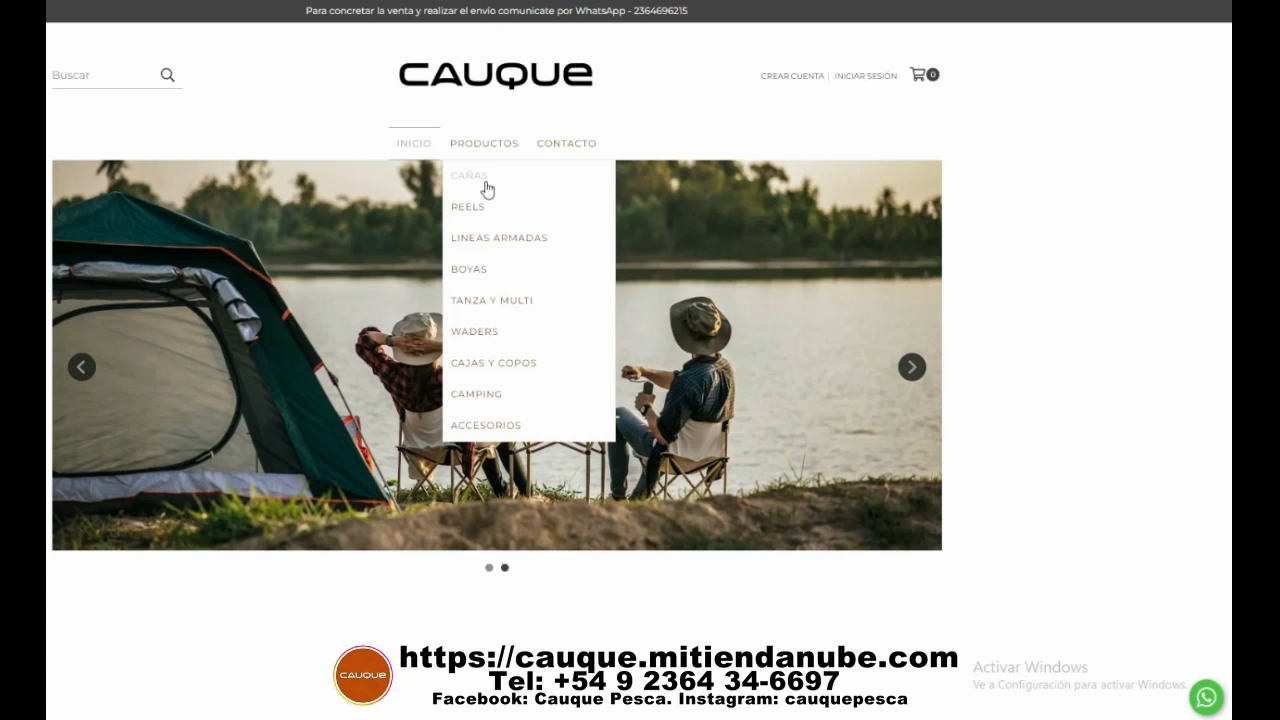 Para concretar la venta y realizar el envío comunicate por WhatsApp - 2364696215
Buscar
CAUQUE
CREAR CUENTA | INICIAR SESIÓN
0
INICIO PRODUCTOS CONTACTO
CAÑAS
REELS
LINEAS ARMADAS
BOYAS
TANZA Y MULTI
WADERS
CAJAS Y COPOS
CAMPING
ACCESORIOS
CAUQUE
https://cauque.mitiendanube.com
Tel: +54 9 2364 34-6697
Facebook: Cauque Pesca. Instagram: cauquepesca
Activar Windows
Ve a Configuración para activar Windows.